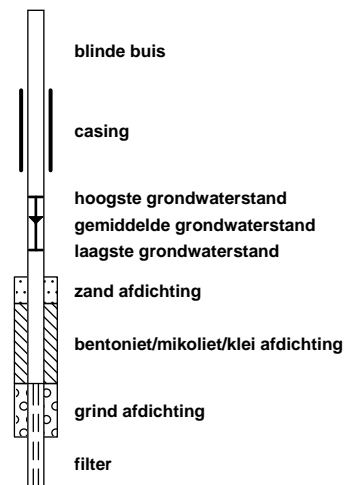 blinde buis
casing
hoogste grondwaterstand
gemiddelde grondwaterstand
laagste grondwaterstand
zand afdichting
bentoniet/mikoliet/klei afdichting
grind afdichting
filter